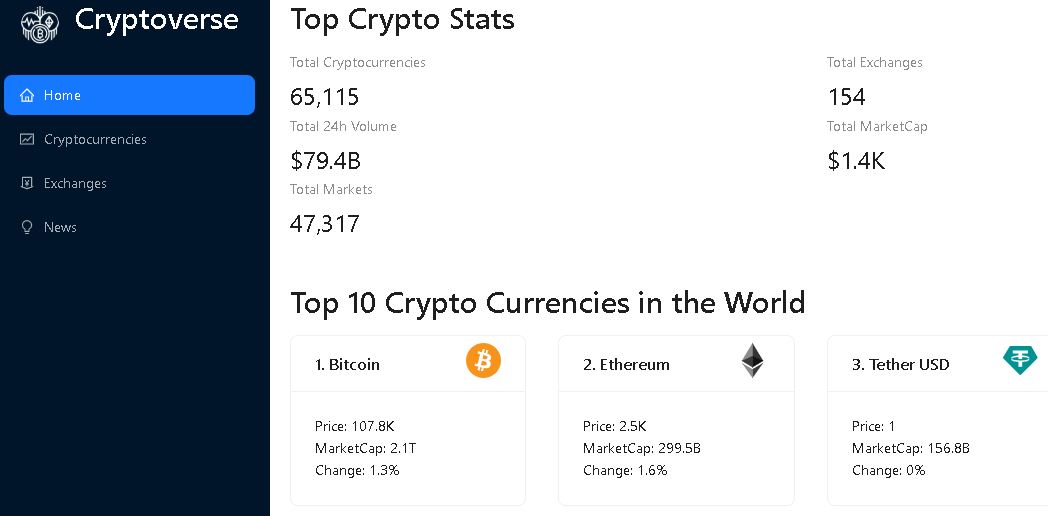 Cryptoverse
Home
Cryptocurrencies
Exchanges
News
Top Crypto Stats
Total Cryptocurrencies
65,115
Total Exchanges
154
Total 24h Volume
$79.4B
Total MarketCap
$1.4K
Total Markets
47,317
Top 10 Crypto Currencies in the World
1. Bitcoin
Price: 107.8K
MarketCap: 2.1T
Change: 1.3%
2. Ethereum
Price: 2.5K
MarketCap: 299.5B
Change: 1.6%
3. Tether USD
Price: 1
MarketCap: 156.8B
Change: 0%